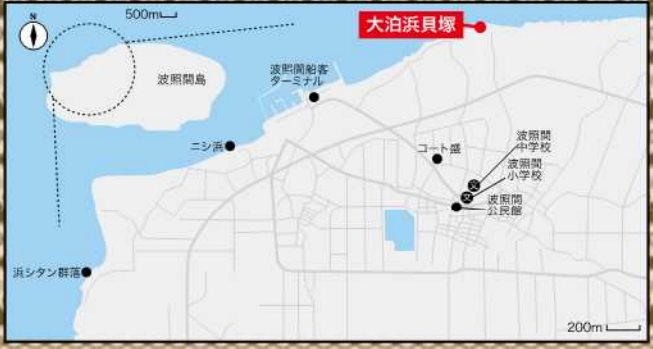 N
500m
大泊浜貝塚
波照間島
波照間船客
ターミナル
ニシ浜
コート盛
波照間
中学校
波照間
小学校
文
文
波照間
公民館
浜シタン群落
200m